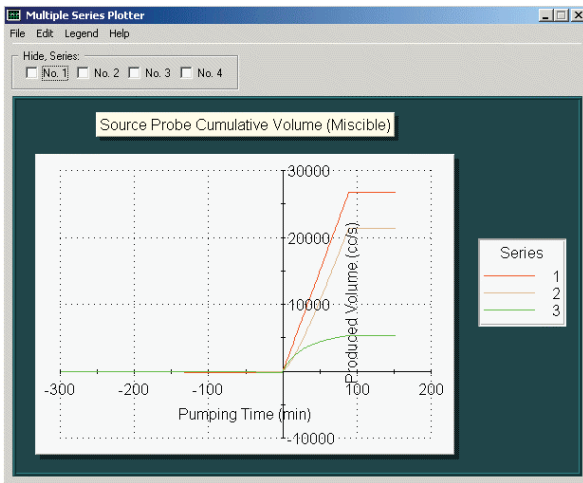 Multiple Series Plotter
File Edit Legend Help
Hide, Series:
No. 1 No. 2 No. 3 No. 4
Source Probe Cumulative Volume (Miscible)
30000
20000
10000
-10000
-300 -200 -100 100 200
Pumping Time (min)
Produced Volume (cc/s)
Series
1
2
3